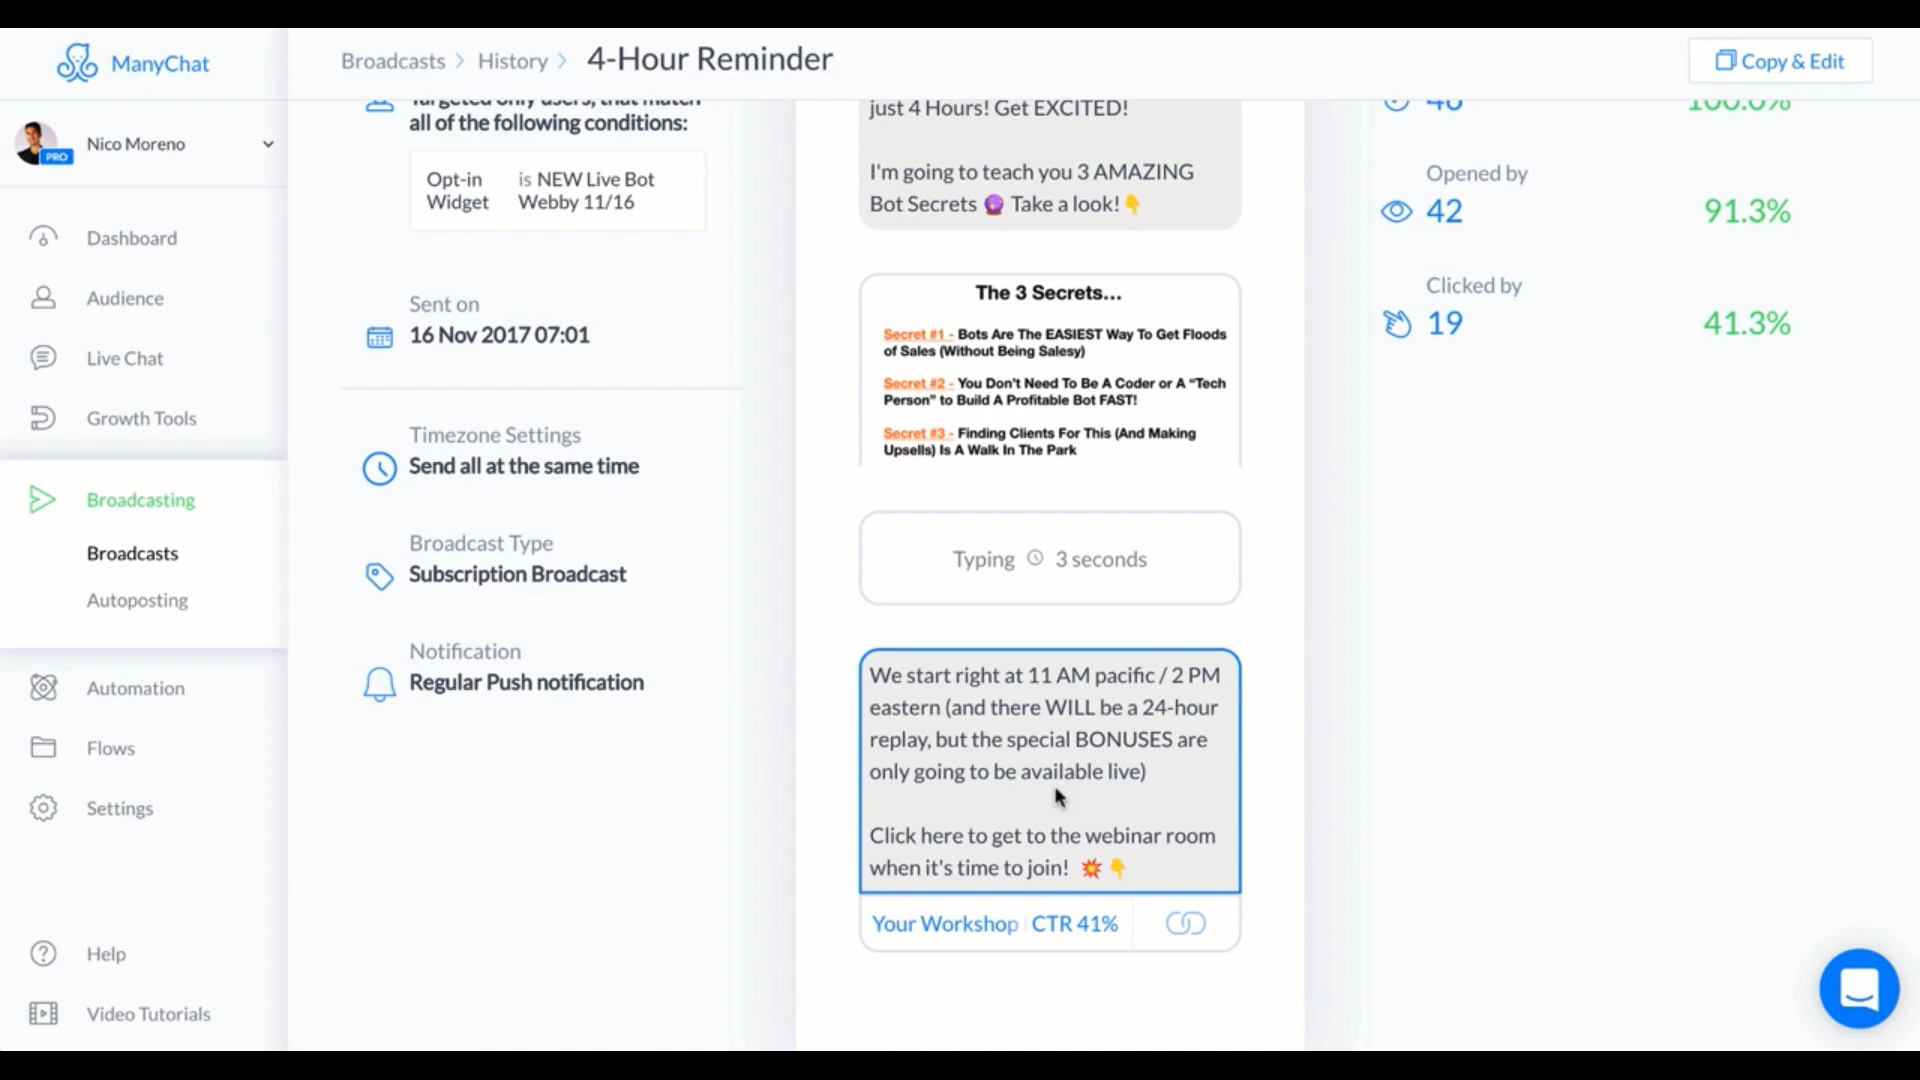 ManyChat
Broadcasts > History > 4-Hour Reminder
Copy & Edit
PRO
Nico Moreno
Dashboard
Audience
Live Chat
Growth Tools
Broadcasting
Broadcasts
Autoposting
Automation
Flows
Settings
Help
Video Tutorials
Targeted only users, that match
all of the following conditions:
Opt-in
Widget
is NEW Live Bot
Webby 11/16
Sent on
16 Nov 2017 07:01
Timezone Settings
Send all at the same time
Broadcast Type
Subscription Broadcast
Notification
Regular Push notification
just 4 Hours! Get EXCITED!
I'm going to teach you 3 AMAZING
Bot Secrets 🔮 Take a look! 👇
The 3 Secrets...
Secret #1 - Bots Are The EASIEST Way To Get Floods
of Sales (Without Being Salesy)
Secret #2 - You Don't Need To Be A Coder or A “Tech
Person” to Build A Profitable Bot FAST!
Secret #3 - Finding Clients For This (And Making
Upsells) Is A Walk In The Park
Typing 3 seconds
We start right at 11 AM pacific / 2 PM
eastern (and there WILL be a 24-hour
replay, but the special BONUSES are
only going to be available live)
Click here to get to the webinar room
when it's time to join! 💥👇
Your Workshop CTR 41%
46 100.0%
Opened by
42 91.3%
Clicked by
19 41.3%